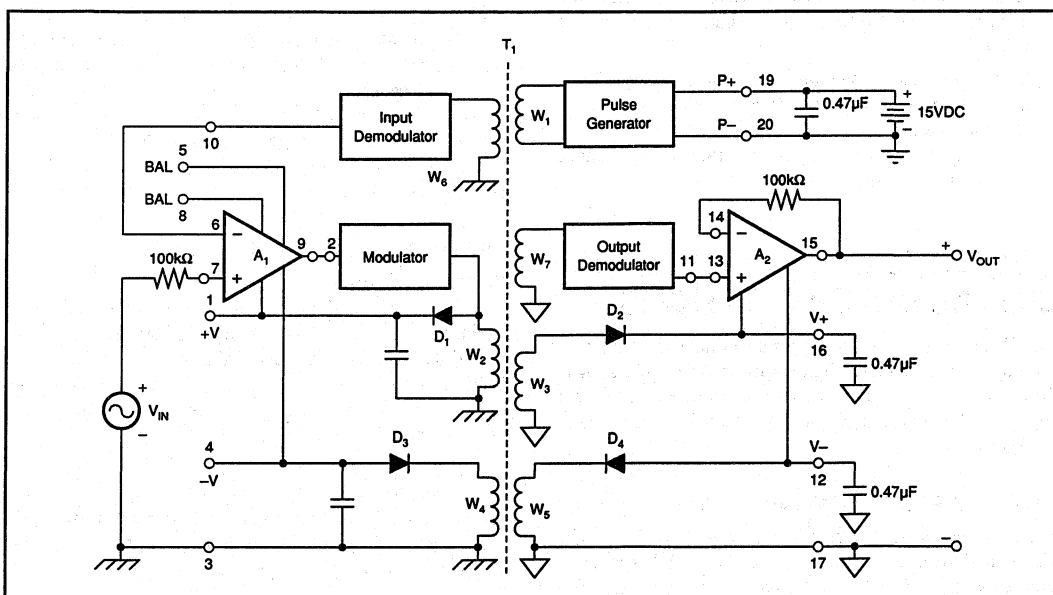 T1
P+ 19
Input Demodulator
W1
Pulse Generator
0.47µF
+
15VDC
−
10
P− 20
W6
5
BAL
BAL
8
100kΩ
6
−
A1
9 2
Modulator
14
−
A2
15
W7
Output Demodulator
11 13
+
+
VOUT
100kΩ
7
+
1
+V
D1
W2
D2
V+
16
0.47µF
W3
+
VIN
−
4
−V
D3
D4
V−
12
W4
W5
0.47µF
3
17
−